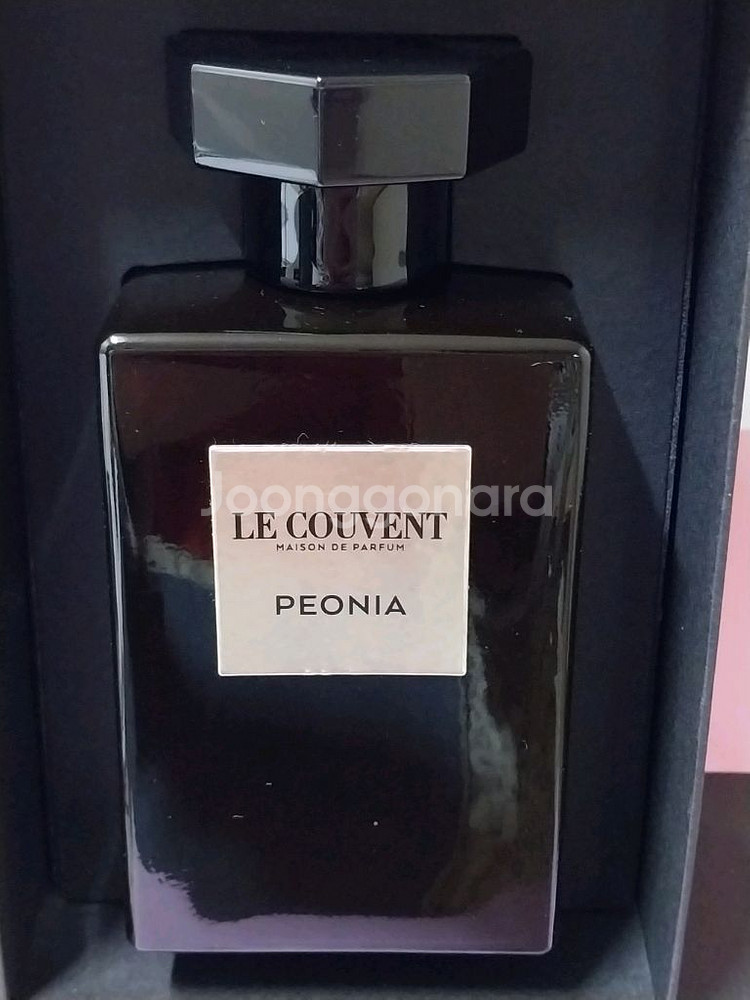 Joonggonara
LE COUVENT
MAISON DE PARFUM
PEONIA